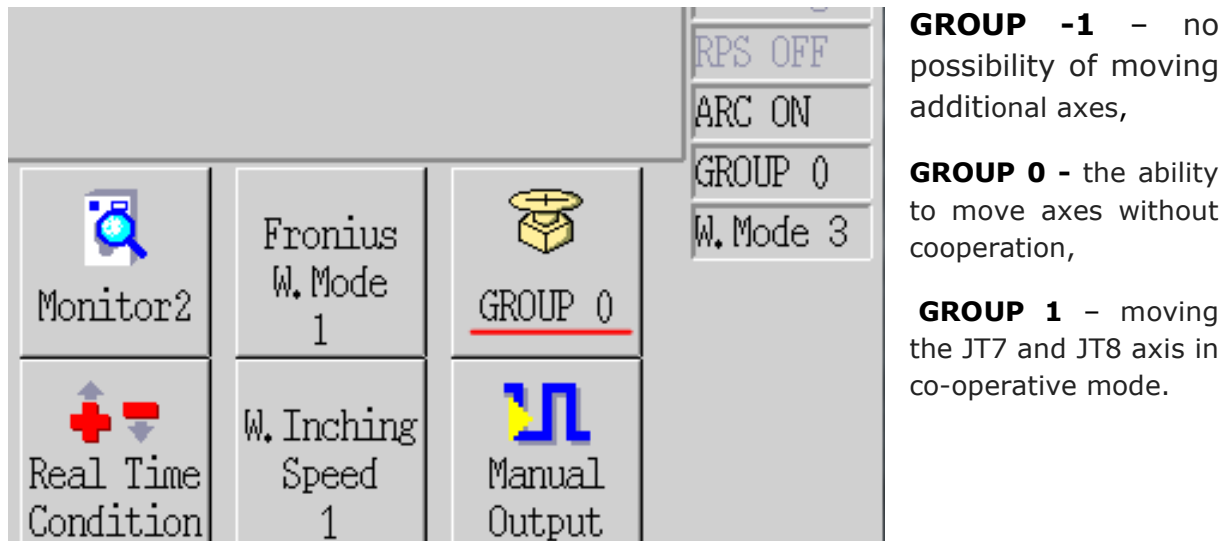 RPS OFF
ARC ON
GROUP 0
W.Mode 3
Monitor2
Fronius
W.Mode
1
GROUP 0
Real Time
Condition
W.Inching
Speed
1
Manual
Output
GROUP -1 – no
possibility of moving
additional axes,
GROUP 0 - the ability
to move axes without
cooperation,
GROUP 1 – moving
the JT7 and JT8 axis in
co-operative mode.